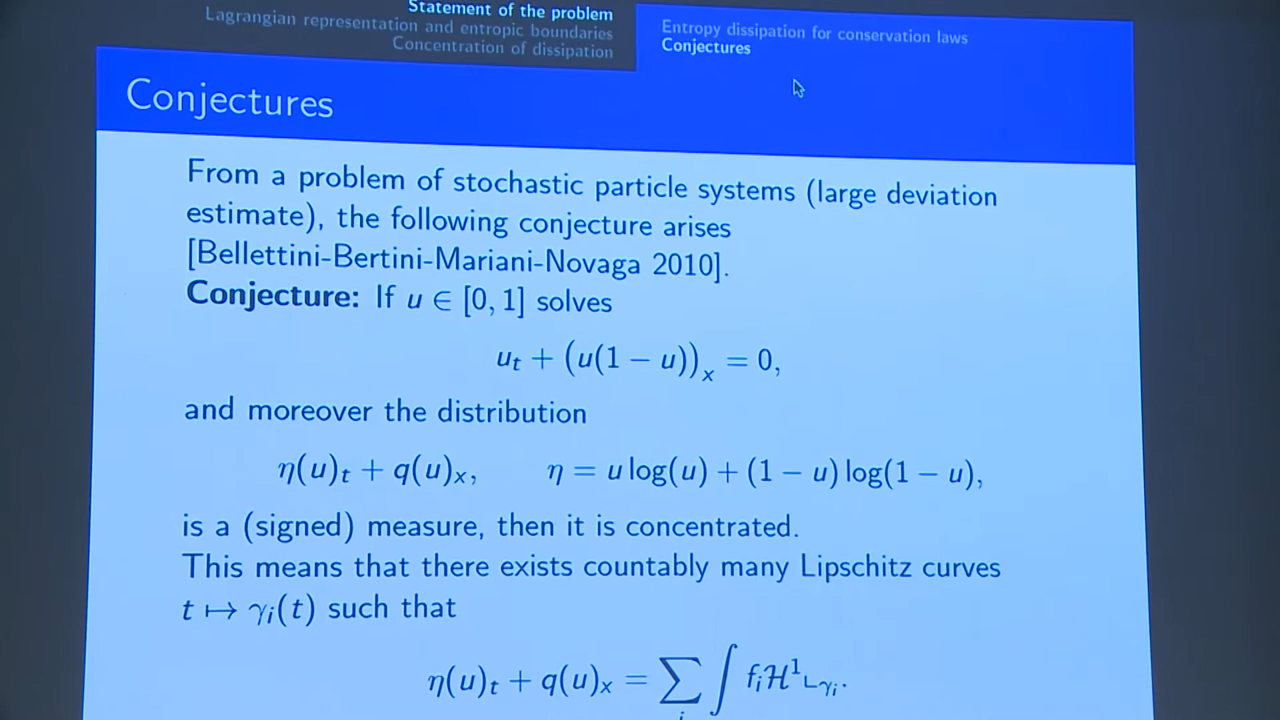 Statement of the problem
Lagrangian representation and entropic boundaries
Concentration of dissipation
Entropy dissipation for conservation laws
Conjectures
Conjectures
From a problem of stochastic particle systems (large deviation
estimate), the following conjecture arises
[Bellettini-Bertini-Mariani-Novaga 2010].
Conjecture: If u ∈ [0, 1] solves
u_t + (u(1 − u))_x = 0,
and moreover the distribution
η(u)_t + q(u)_x, η = u log(u) + (1 − u) log(1 − u),
is a (signed) measure, then it is concentrated.
This means that there exists countably many Lipschitz curves
t ↦ γ_i(t) such that
η(u)_t + q(u)_x = ∑_i ∫ f_i ℋ^1 ⌞_{γ_i}.